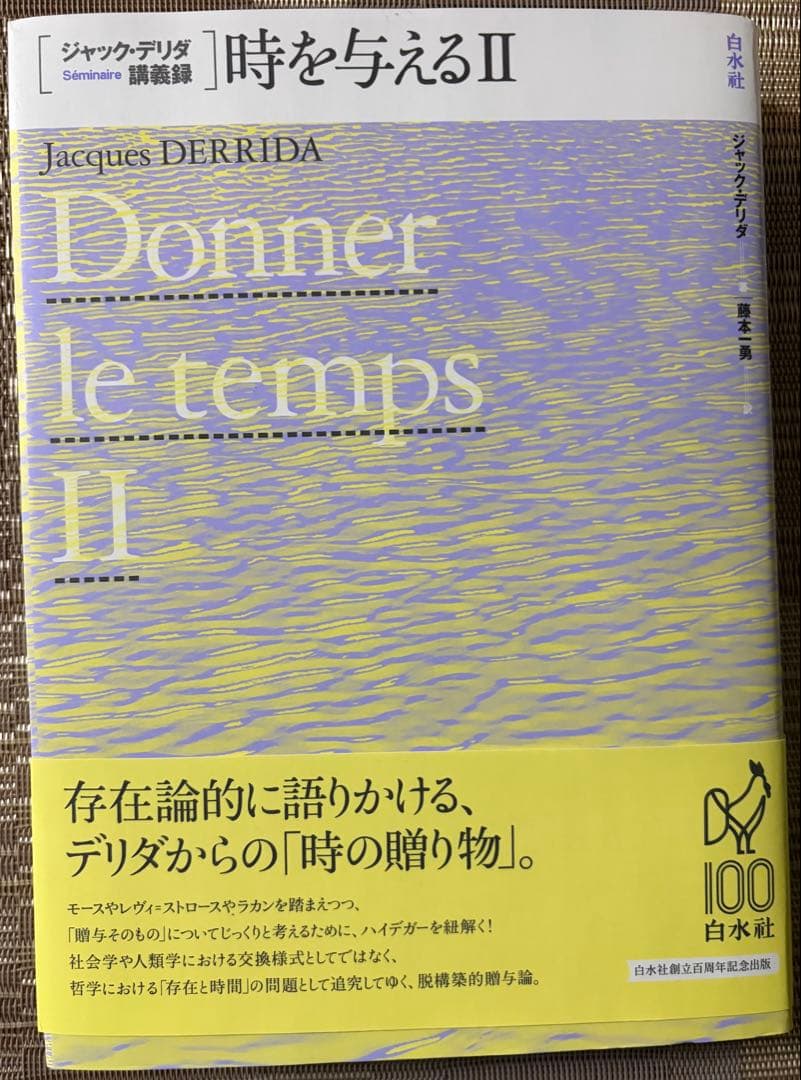 [ジャック・デリダ
Séminaire 講義録]
時を与えるⅡ
白水社
Jacques DERRIDA
ジャック・デリダ——著
藤本一勇——訳
Donner
le temps
II
存在論的に語りかける、
デリダからの「時の贈り物」。
モースやレヴィ=ストロースやラカンを踏まえつつ、
「贈与そのもの」についてじっくりと考えるために、ハイデガーを紐解く!
社会学や人類学における交換様式としてではなく、
哲学における「存在と時間」の問題として追究してゆく、脱構築的贈与論。
100
白水社
白水社創立百周年記念出版